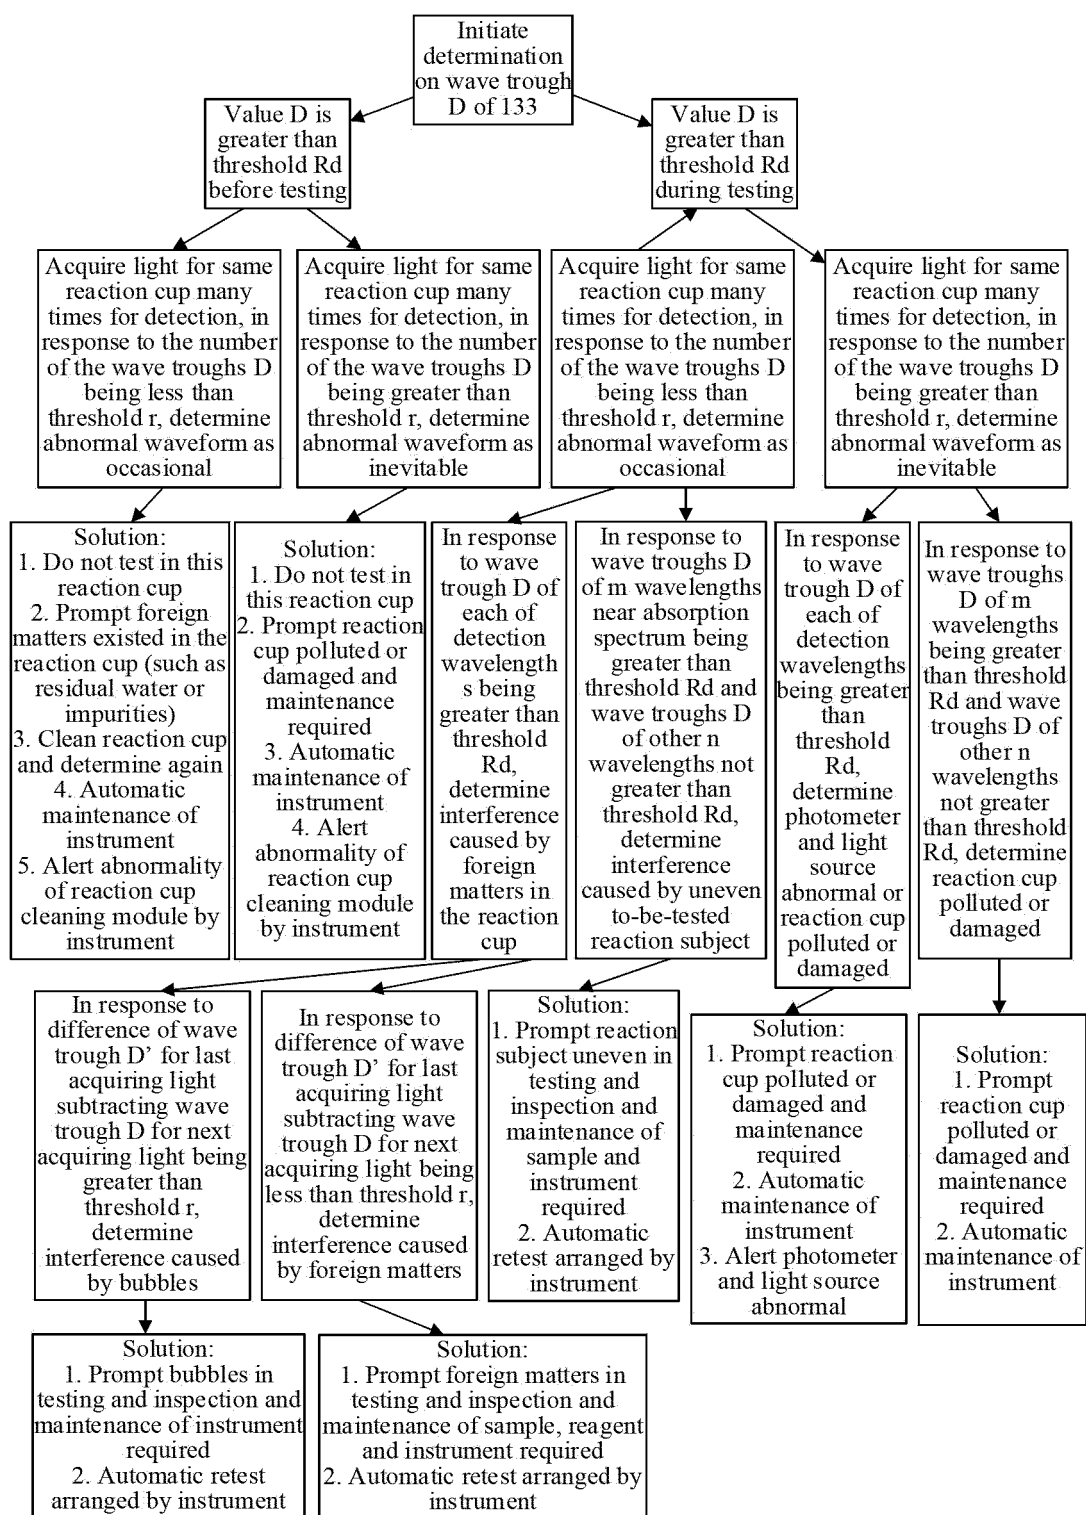 Initiate
determination
on wave trough
D of 133
Value D is
greater than
threshold Rd
before testing
Value D is
greater than
threshold Rd
during testing
Acquire light for same
reaction cup many
times for detection, in
response to the number
of the wave troughs D
being less than
threshold r, determine
abnormal waveform as
occasional
Acquire light for same
reaction cup many
times for detection, in
response to the number
of the wave troughs D
being greater than
threshold r, determine
abnormal waveform as
inevitable
Acquire light for same
reaction cup many
times for detection, in
response to the number
of the wave troughs D
being less than
threshold r, determine
abnormal waveform as
occasional
Acquire light for same
reaction cup many
times for detection, in
response to the number
of the wave troughs D
being greater than
threshold r, determine
abnormal waveform as
inevitable
Solution:
1. Do not test in this
reaction cup
2. Prompt foreign
matters existed in the
reaction cup (such as
residual water or
impurities)
3. Clean reaction cup
and determine again
4. Automatic
maintenance of
instrument
5. Alert abnormality
of reaction cup
cleaning module by
instrument
Solution:
1. Do not test in
this reaction cup
2. Prompt reaction
cup polluted or
damaged and
maintenance
required
3. Automatic
maintenance of
instrument
4. Alert
abnormality of
reaction cup
cleaning module
by instrument
In response
to wave
trough D of
each of
detection
wavelength
s being
greater than
threshold
Rd,
determine
interference
caused by
foreign
matters in
the reaction
cup
In response to
wave troughs D
of m wavelengths
near absorption
spectrum being
greater than
threshold Rd and
wave troughs D
of other n
wavelengths not
greater than
threshold Rd,
determine
interference
caused by uneven
to-be-tested
reaction subject
In response
to wave
trough D of
each of
detection
wavelengths
being greater
than
threshold
Rd,
determine
photometer
and light
source
abnormal or
reaction cup
polluted or
damaged
In response to
wave troughs
D of m
wavelengths
being greater
than threshold
Rd and wave
troughs D of
other n
wavelengths
not greater
than threshold
Rd, determine
reaction cup
polluted or
damaged
In response to
difference of wave
trough D’ for last
acquiring light
subtracting wave
trough D for next
acquiring light being
greater than
threshold r,
determine
interference caused
by bubbles
In response to
difference of wave
trough D’ for last
acquiring light
subtracting wave
trough D for next
acquiring light being
less than threshold r,
determine
interference caused
by foreign matters
Solution:
1. Prompt reaction
subject uneven in
testing and
inspection and
maintenance of
sample and
instrument
required
2. Automatic
retest arranged by
instrument
Solution:
1. Prompt reaction
cup polluted or
damaged and
maintenance
required
2. Automatic
maintenance of
instrument
3. Alert photometer
and light source
abnormal
Solution:
1. Prompt
reaction cup
polluted or
damaged and
maintenance
required
2. Automatic
maintenance of
instrument
Solution:
1. Prompt bubbles in
testing and inspection and
maintenance of instrument
required
2. Automatic retest
arranged by instrument
Solution:
1. Prompt foreign matters in
testing and inspection and
maintenance of sample, reagent
and instrument required
2. Automatic retest arranged by
instrument